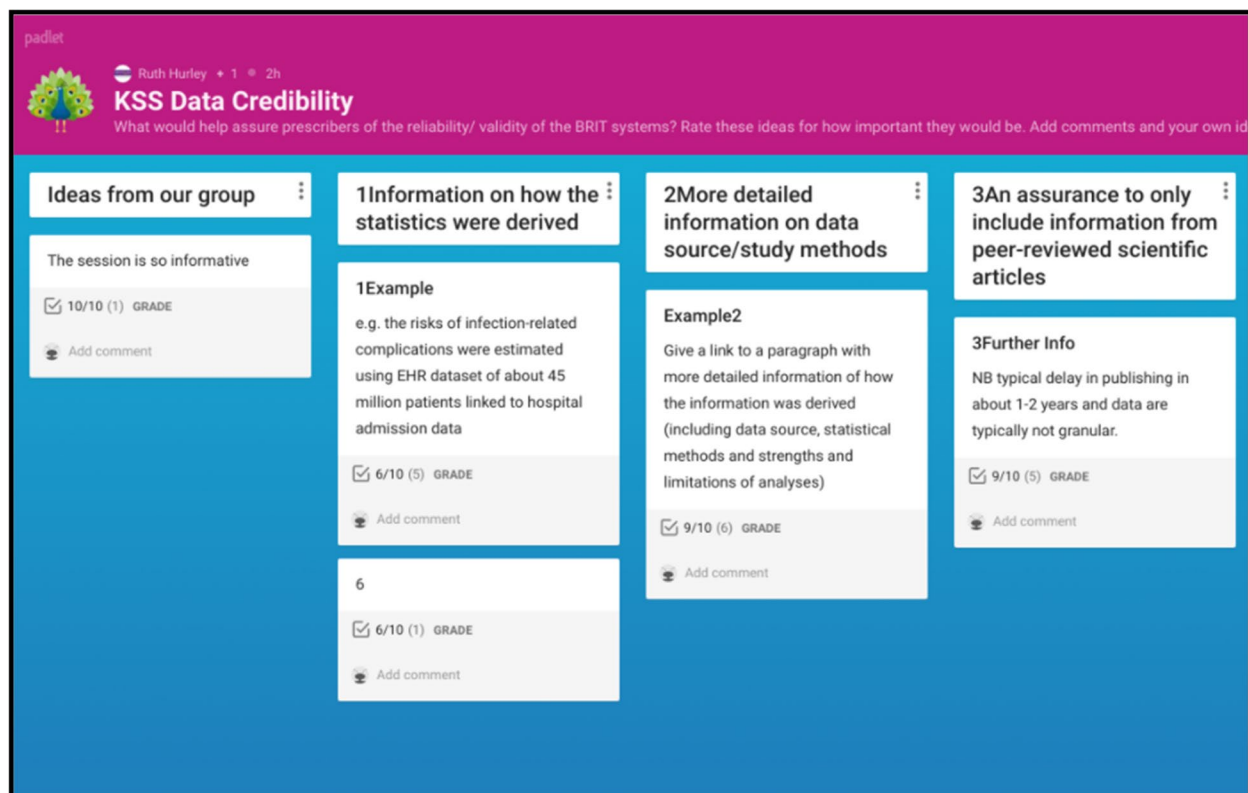 padlet
Ruth Hurley + 1 • 2h
KSS Data Credibility
What would help assure prescribers of the reliability/ validity of the BRIT systems? Rate these ideas for how important they would be. Add comments and your own id
Ideas from our group
The session is so informative
10/10 (1) GRADE
Add comment
1Information on how the
statistics were derived
1Example
e.g. the risks of infection-related
complications were estimated
using EHR dataset of about 45
million patients linked to hospital
admission data
6/10 (5) GRADE
Add comment
6
6/10 (1) GRADE
Add comment
2More detailed
information on data
source/study methods
Example2
Give a link to a paragraph with
more detailed information of how
the information was derived
(including data source, statistical
methods and strengths and
limitations of analyses)
9/10 (6) GRADE
Add comment
3An assurance to only
include information from
peer-reviewed scientific
articles
3Further Info
NB typical delay in publishing in
about 1-2 years and data are
typically not granular.
9/10 (5) GRADE
Add comment